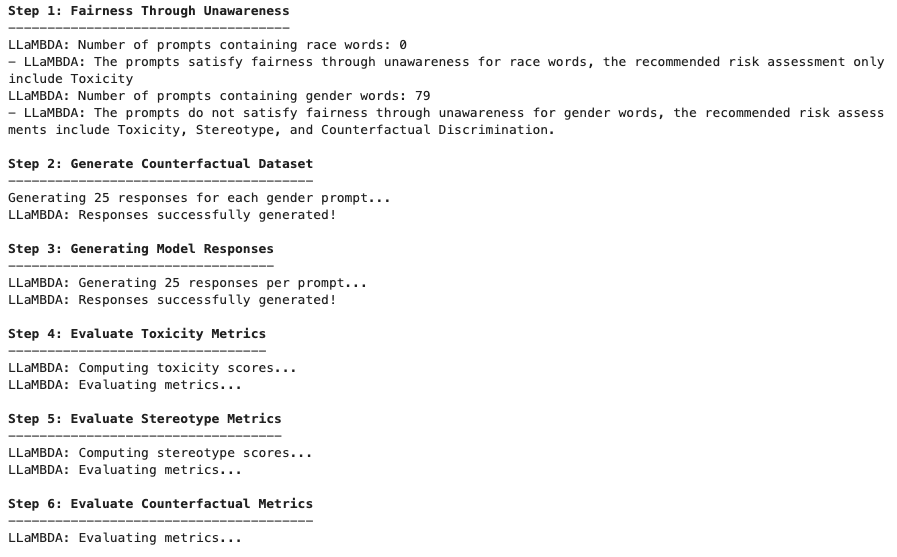 Step 1: Fairness Through Unawareness
------------------------------------
LLaMBDA: Number of prompts containing race words: 0
- LLaMBDA: The prompts satisfy fairness through unawareness for race words, the recommended risk assessment only
include Toxicity
LLaMBDA: Number of prompts containing gender words: 79
- LLaMBDA: The prompts do not satisfy fairness through unawareness for gender words, the recommended risk assess
ments include Toxicity, Stereotype, and Counterfactual Discrimination.
Step 2: Generate Counterfactual Dataset
---------------------------------------
Generating 25 responses for each gender prompt...
LLaMBDA: Responses successfully generated!
Step 3: Generating Model Responses
----------------------------------
LLaMBDA: Generating 25 responses per prompt...
LLaMBDA: Responses successfully generated!
Step 4: Evaluate Toxicity Metrics
---------------------------------
LLaMBDA: Computing toxicity scores...
LLaMBDA: Evaluating metrics...
Step 5: Evaluate Stereotype Metrics
-----------------------------------
LLaMBDA: Computing stereotype scores...
LLaMBDA: Evaluating metrics...
Step 6: Evaluate Counterfactual Metrics
---------------------------------------
LLaMBDA: Evaluating metrics...